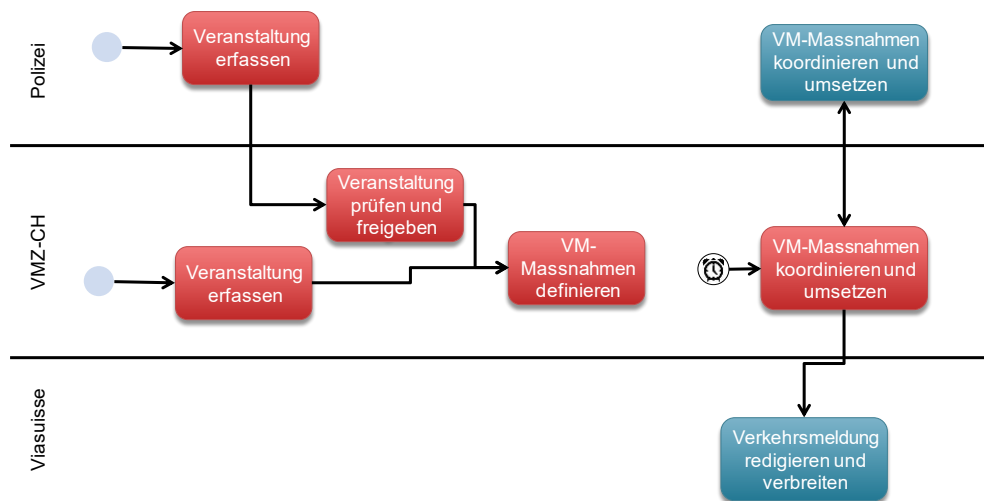 Polizei
Veranstaltung
erfassen
VM-Massnahmen
koordinieren und
umsetzen
VMZ-CH
Veranstaltung
prüfen und
freigeben
Veranstaltung
erfassen
VM-
Massnahmen
definieren
VM-Massnahmen
koordinieren und
umsetzen
Viasuisse
Verkehrsmeldung
redigieren und
verbreiten